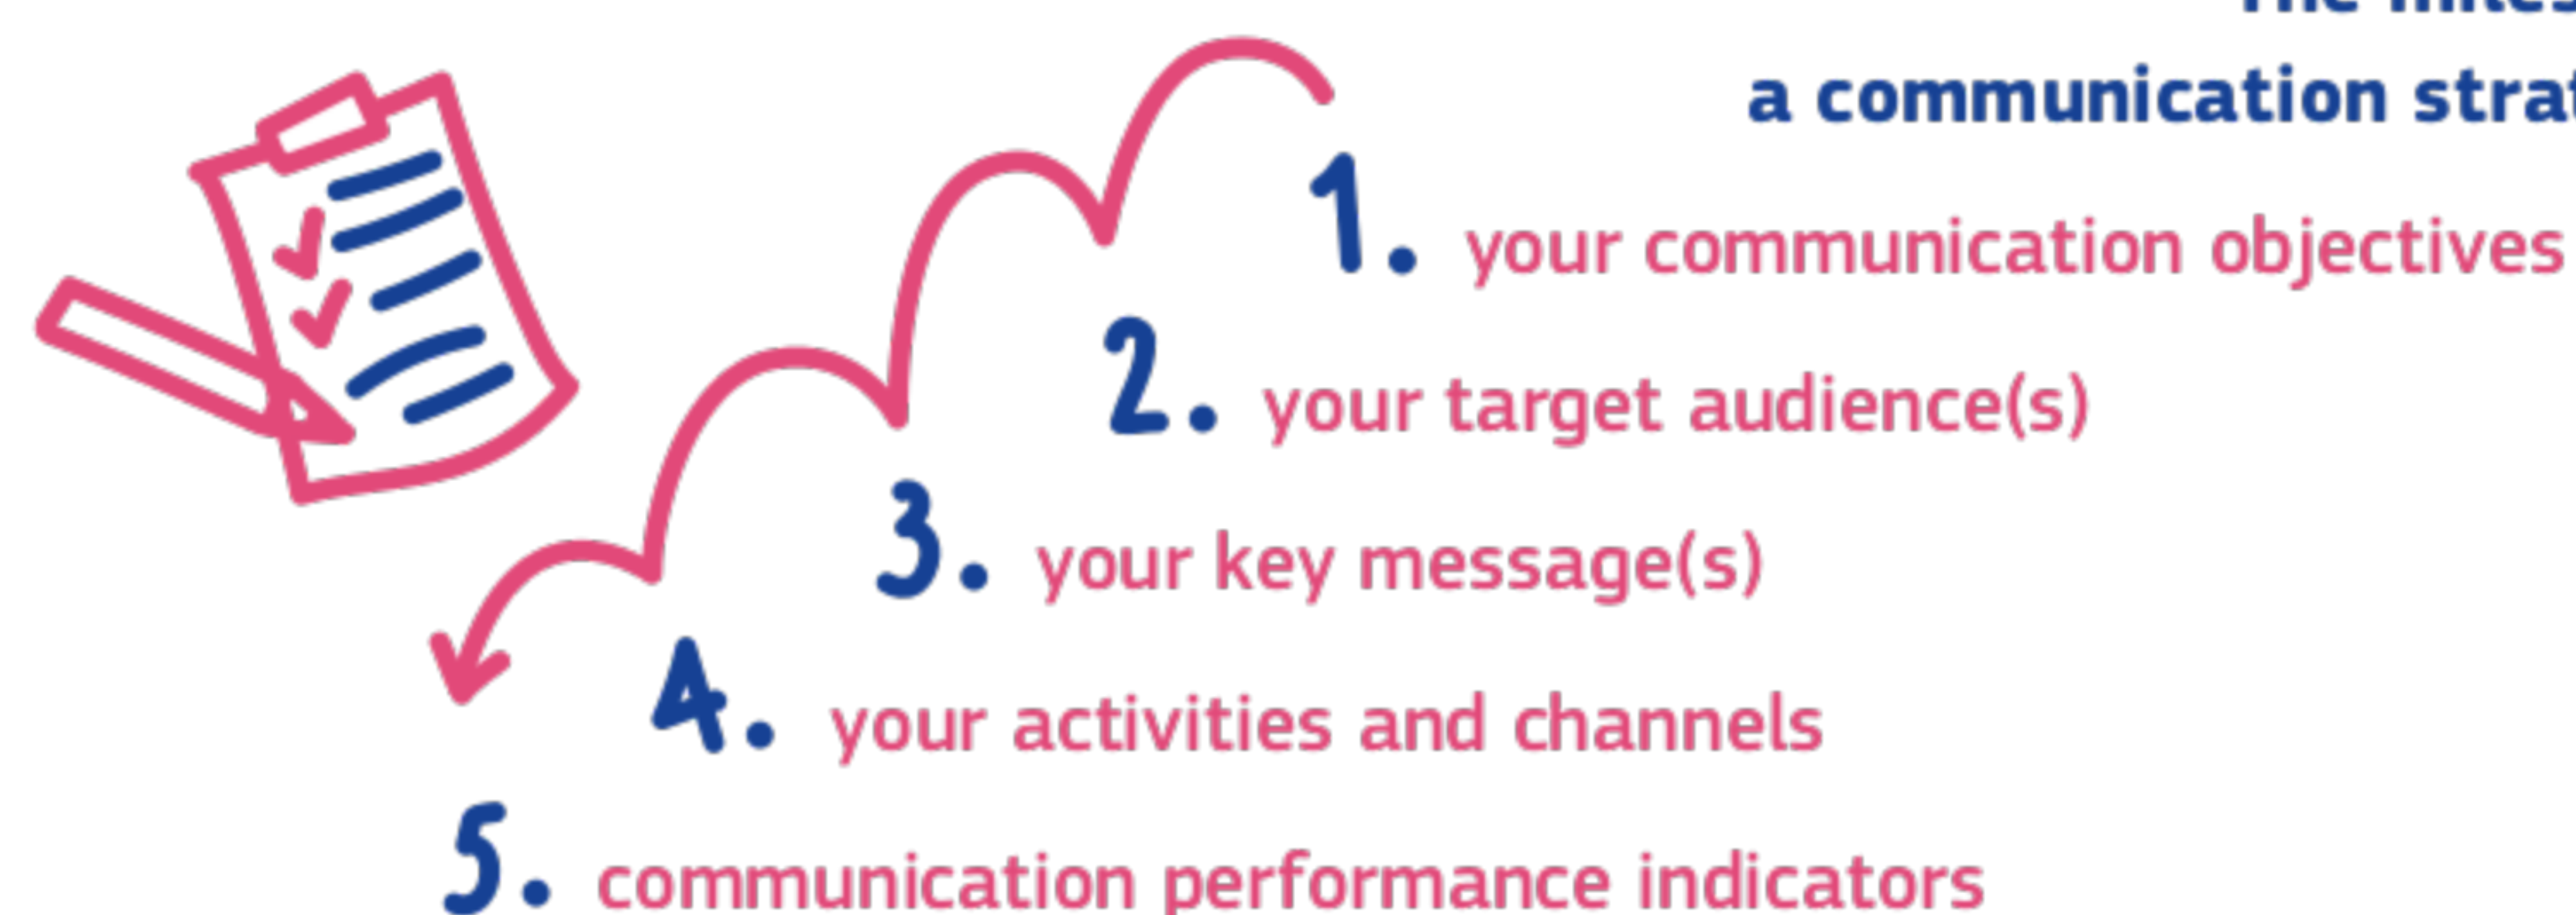 a communication
1. your communication objectives
2. your target audience(s)
3. your key message(s)
4. your activities and channels
5. communication performance indicators